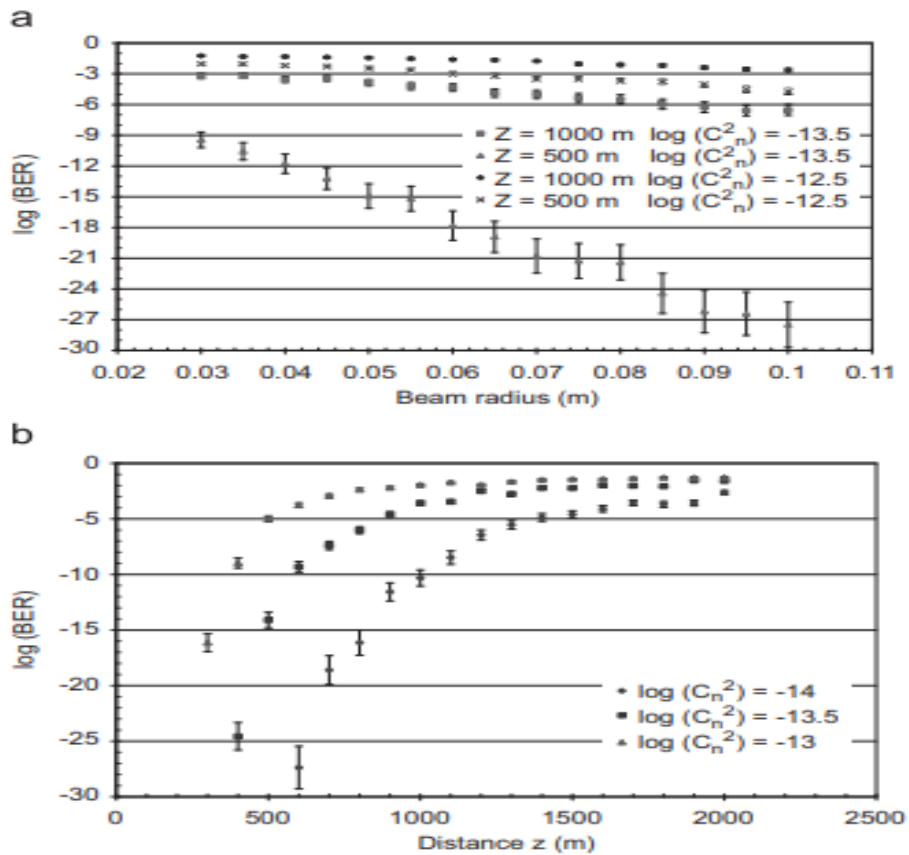 a
0
-3
-6
-9
-12
-15
-18
-21
-24
-27
-30
log (BER)
Z = 1000 m log (C²ₙ) = -13.5
Z = 500 m log (C²ₙ) = -13.5
Z = 1000 m log (C²ₙ) = -12.5
Z = 500 m log (C²ₙ) = -12.5
0.02 0.03 0.04 0.05 0.06 0.07 0.08 0.09 0.1 0.11
Beam radius (m)
b
0
-5
-10
-15
-20
-25
-30
log (BER)
log (Cₙ²) = -14
log (Cₙ²) = -13.5
log (Cₙ²) = -13
0 500 1000 1500 2000 2500
Distance z (m)